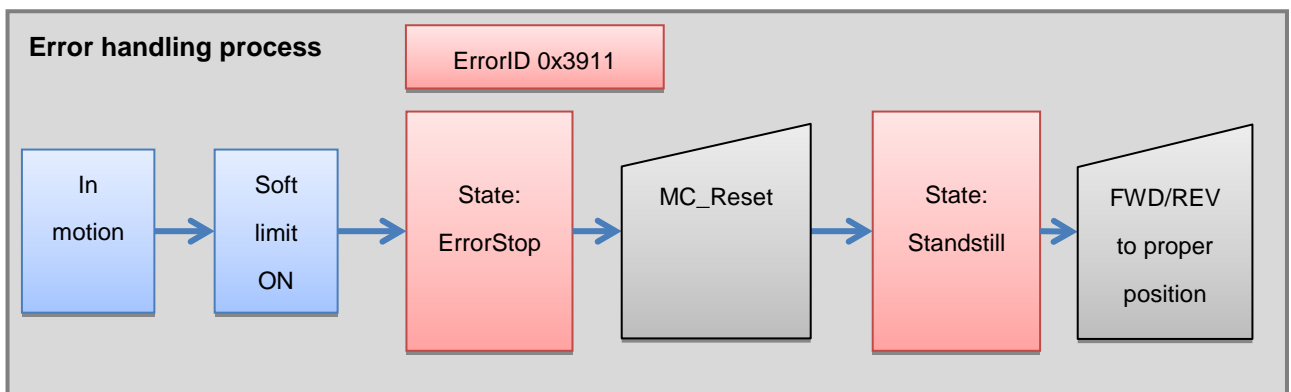 Error handling process
ErrorID 0x3911
In
motion
Soft
limit
ON
State:
ErrorStop
MC_Reset
State:
Standstill
FWD/REV
to proper
position